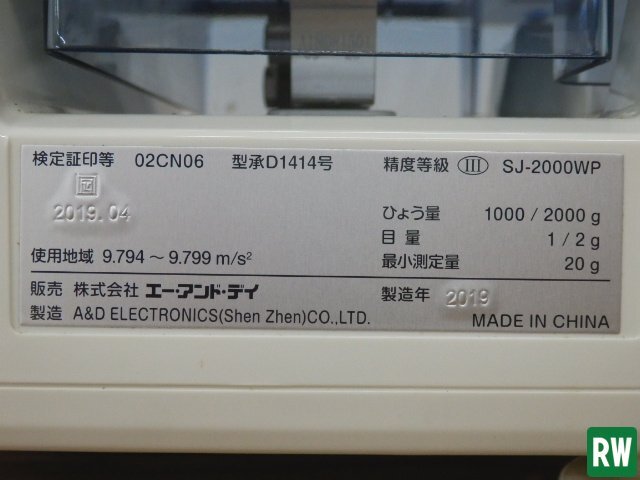 検定証印等 02CN06 型承D1414号 精度等級 III SJ-2000WP
2019.04
ひょう量 1000 / 2000 g
目量 1 / 2 g
使用地域 9.794 ～ 9.799 m/s² 最小測定量 20 g
販売 株式会社 エー・アンド・デイ 製造年 2019
製造 A&D ELECTRONICS(Shen Zhen)CO.,LTD. MADE IN CHINA
RW